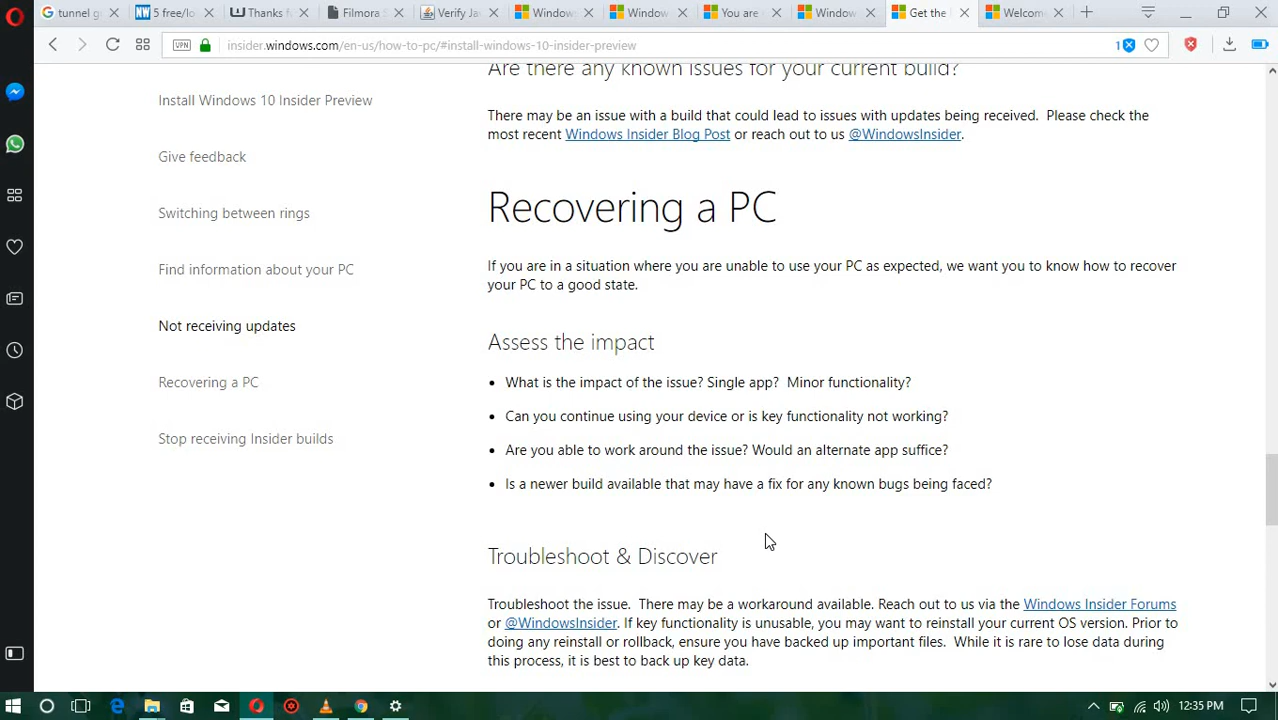 tunnel g
5 free/lo
Thanks f
Filmora S
Verify Ja
Window
Window
You are
Window
Get the
Welcom
VPN
insider.windows.com/en-us/how-to-pc/#install-windows-10-insider-preview
1
Install Windows 10 Insider Preview
Give feedback
Switching between rings
Find information about your PC
Not receiving updates
Recovering a PC
Stop receiving Insider builds
Are there any known issues for your current build?
There may be an issue with a build that could lead to issues with updates being received. Please check the
most recent Windows Insider Blog Post or reach out to us @WindowsInsider.
Recovering a PC
If you are in a situation where you are unable to use your PC as expected, we want you to know how to recover
your PC to a good state.
Assess the impact
• What is the impact of the issue? Single app? Minor functionality?
• Can you continue using your device or is key functionality not working?
• Are you able to work around the issue? Would an alternate app suffice?
• Is a newer build available that may have a fix for any known bugs being faced?
Troubleshoot & Discover
Troubleshoot the issue. There may be a workaround available. Reach out to us via the Windows Insider Forums
or @WindowsInsider. If key functionality is unusable, you may want to reinstall your current OS version. Prior to
doing any reinstall or rollback, ensure you have backed up important files. While it is rare to lose data during
this process, it is best to back up key data.
12:35 PM